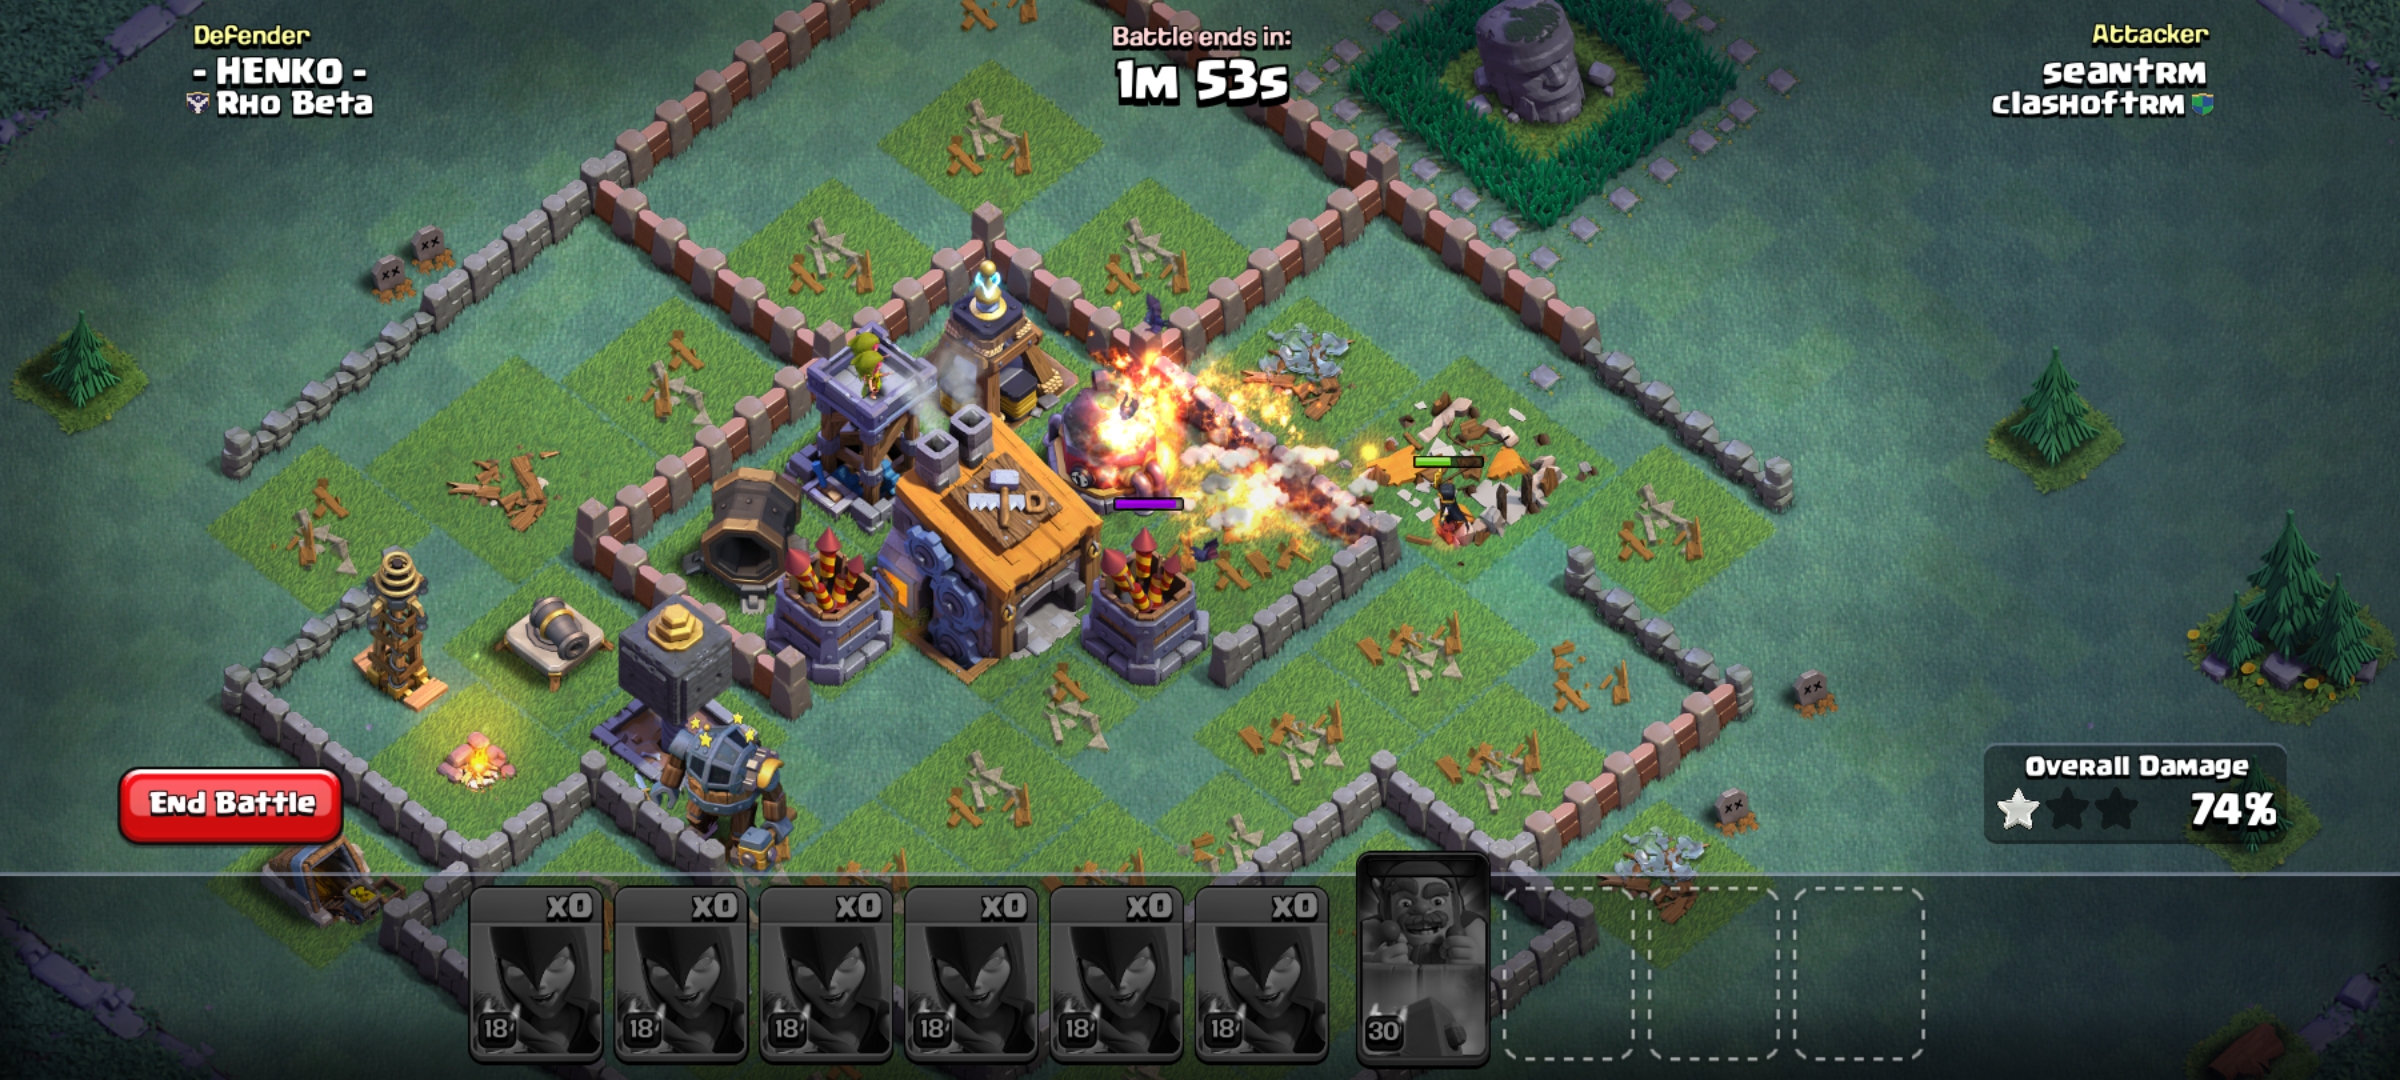 Defender
- HENKO -
Rho Beta
Battle ends in:
1M 53s
Attacker
seantRM
clashoftRM
End Battle
Overall Damage
74%
x0
x0
x0
x0
x0
x0
18
18
18
18
18
18
30